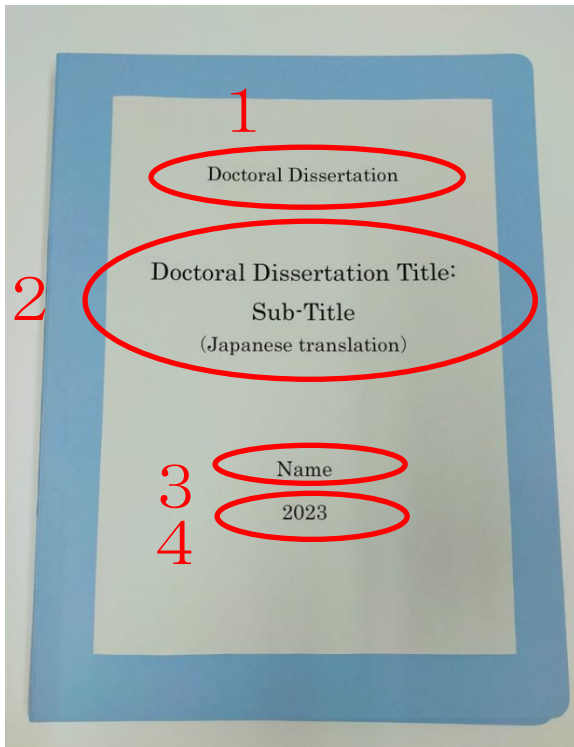 1
Doctoral Dissertation
2
Doctoral Dissertation Title:
Sub-Title
(Japanese translation)
3
Name
4
2023